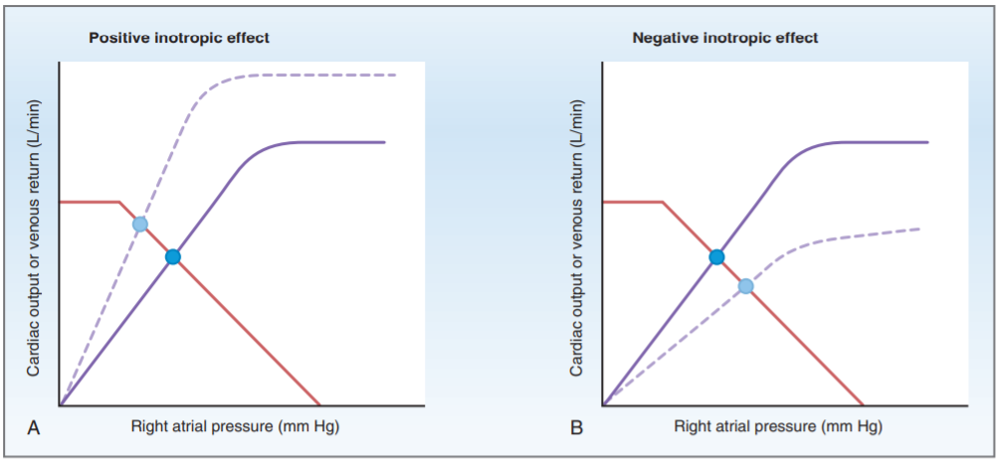 Positive inotropic effect
Cardiac output or venous return (L/min)
Right atrial pressure (mm Hg)
A
Negative inotropic effect
Cardiac output or venous return (L/min)
Right atrial pressure (mm Hg)
B